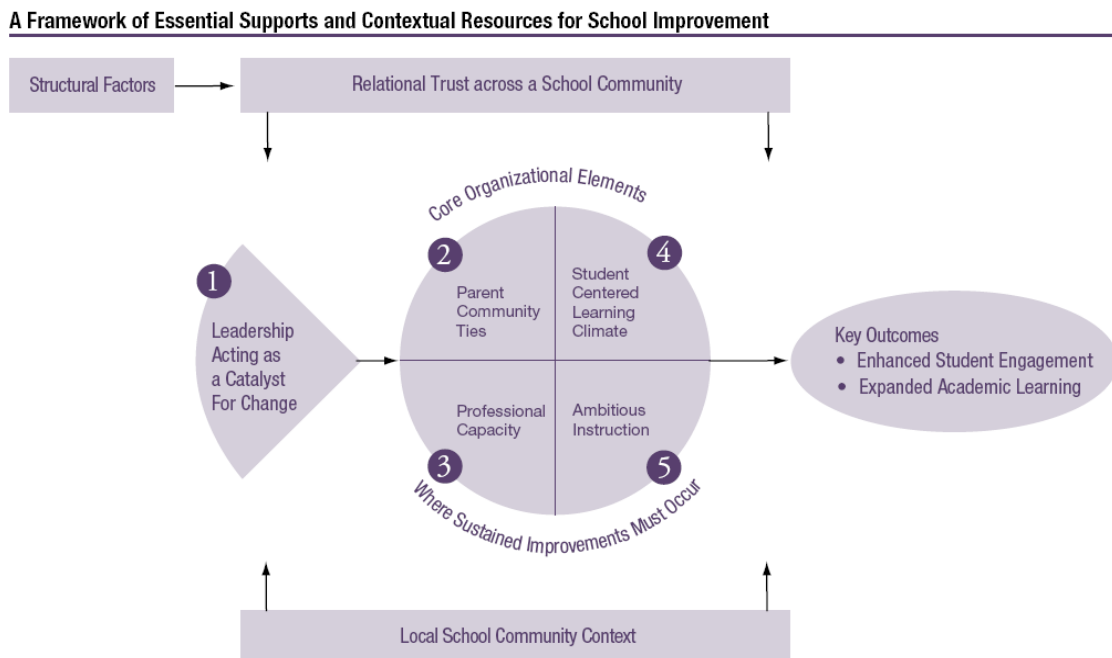 A Framework of Essential Supports and Contextual Resources for School Improvement
Structural Factors
Relational Trust across a School Community
Core Organizational Elements
1
Leadership
Acting as
a Catalyst
For Change
2
Parent
Community
Ties
4
Student
Centered
Learning
Climate
3
Professional
Capacity
5
Ambitious
Instruction
Where Sustained Improvements Must Occur
Key Outcomes
• Enhanced Student Engagement
• Expanded Academic Learning
Local School Community Context